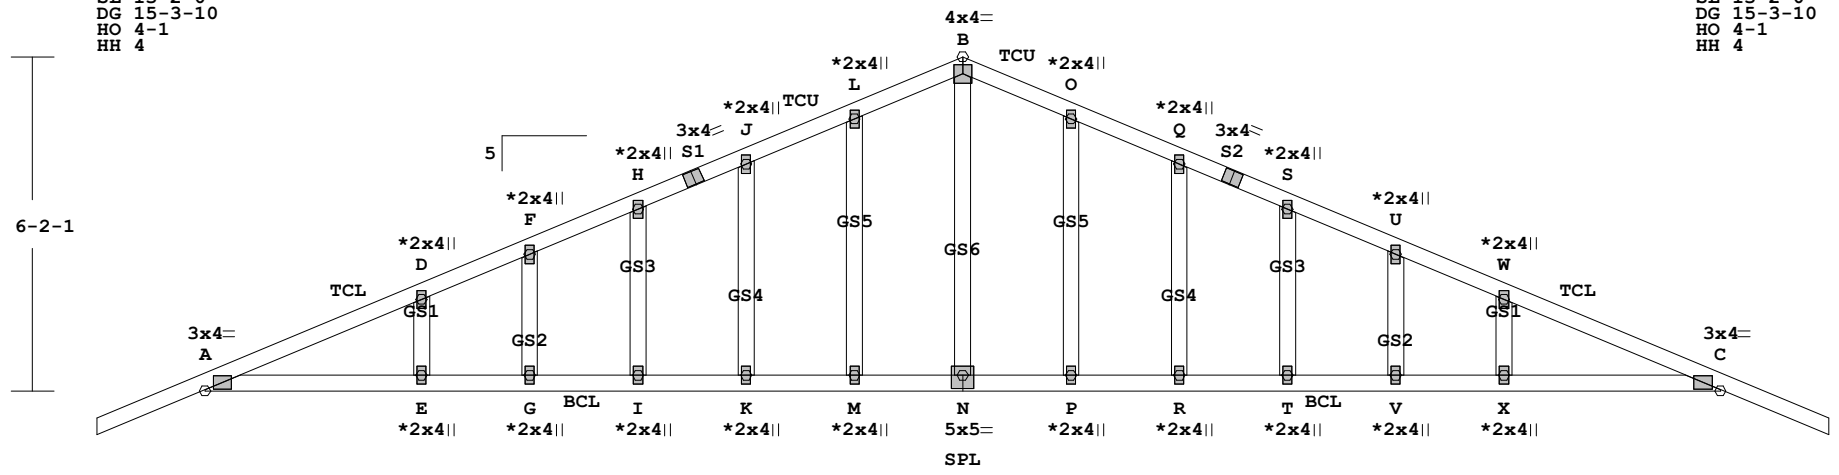 DG 15-3-10
HO 4-1
HH 4
DG 15-3-10
HO 4-1
HH 4
4x4=
B
TCU
*2x4||
L
*2x4||
O
*2x4||
J
TCU
*2x4||
Q
3x4=
S1
3x4=
S2
5
*2x4||
H
*2x4||
S
*2x4||
F
*2x4||
U
6-2-1
GS5
GS6
GS5
*2x4||
D
*2x4||
W
GS3
GS3
TCL
GS4
GS4
TCL
GS1
GS1
3x4=
A
GS2
GS2
3x4=
C
E G I K M N P R T V X
BCL
BCL
*2x4|| *2x4|| *2x4|| *2x4|| *2x4|| 5x5= *2x4|| *2x4|| *2x4|| *2x4|| *2x4||
SPL